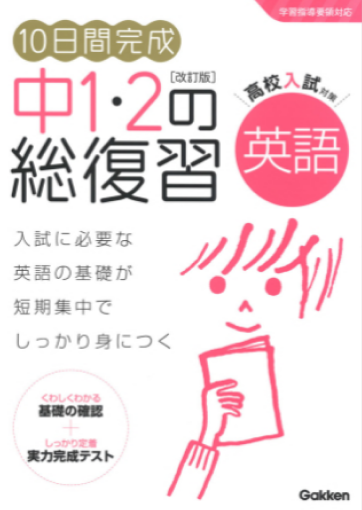 学習指導要領対応
10日間完成
中1・2の[改訂版]
総復習
高校入試対策
英語
入試に必要な
英語の基礎が
短期集中で
しっかり身につく
くわしくわかる
基礎の確認
+
しっかり定着
実力完成テスト
Gakken